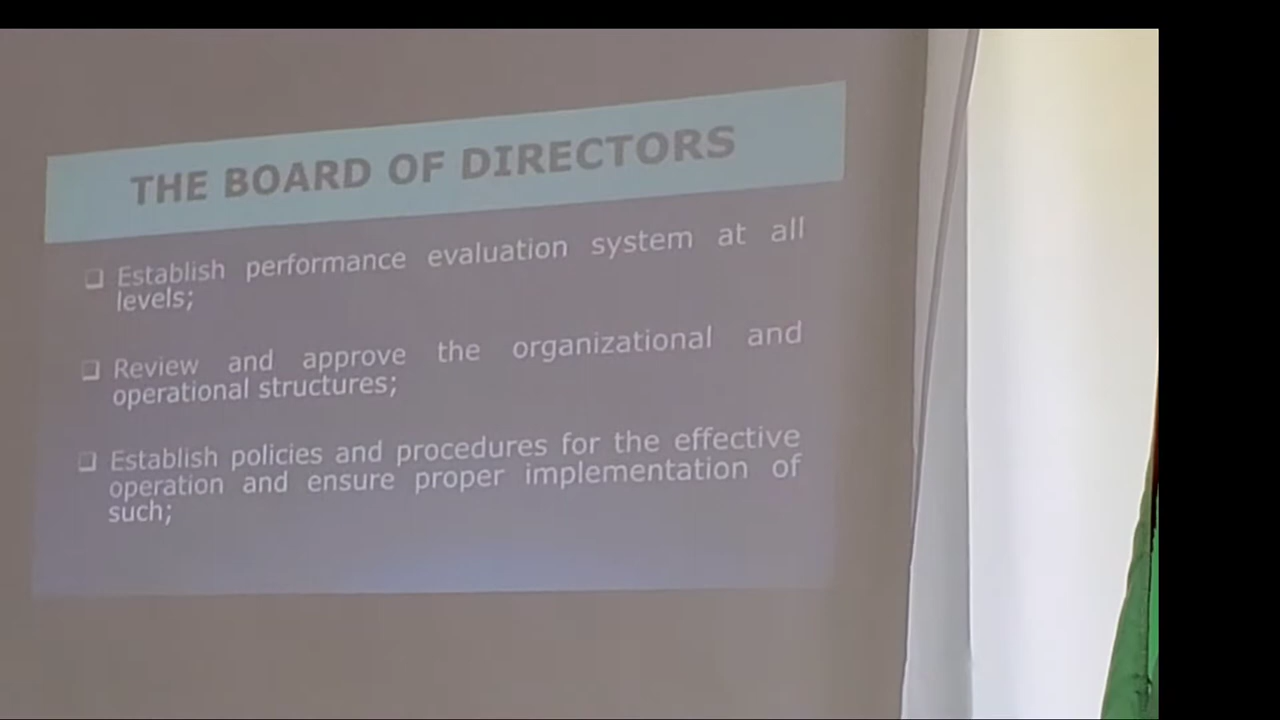 THE BOARD OF DIRECTORS
❑ Establish performance evaluation system at all
levels;
❑ Review and approve the organizational and
operational structures;
❑ Establish policies and procedures for the effective
operation and ensure proper implementation of
such;